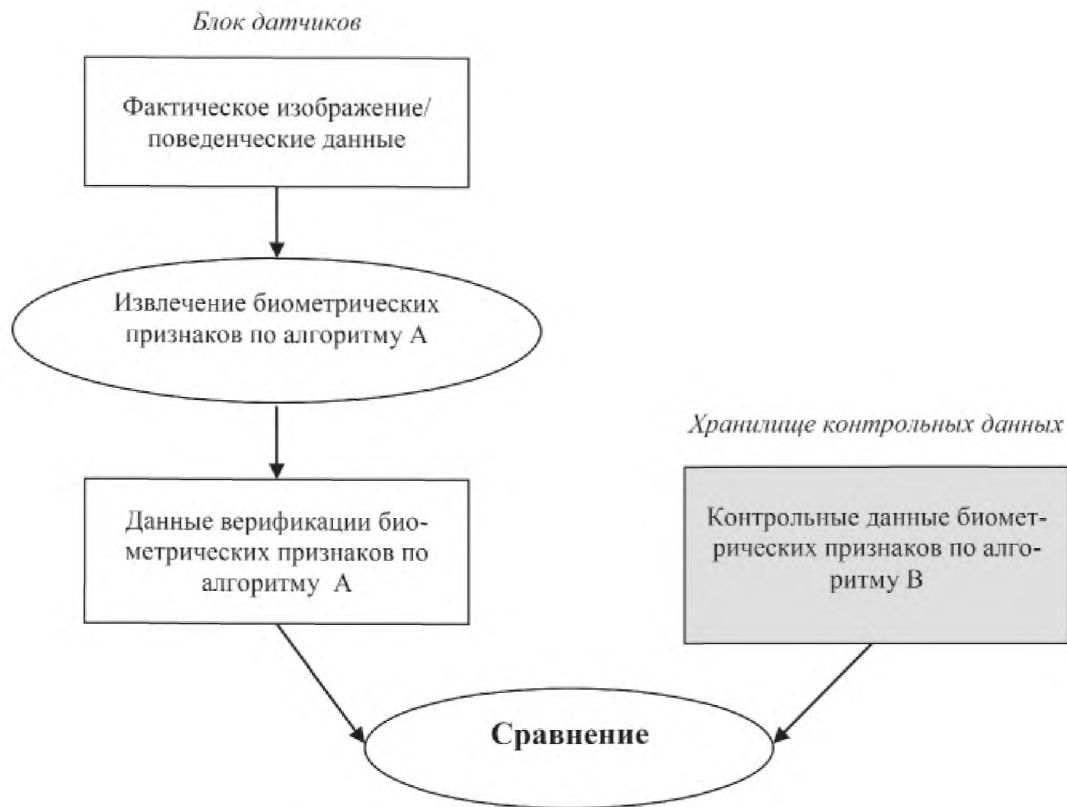 Блок датчиков
Фактическое изображение/
поведенческие данные
Извлечение биометрических
признаков по алгоритму А
Данные верификации био-
метрических признаков по
алгоритму А
Хранилище контрольных данных
Контрольные данные биомет-
рических признаков по алго-
ритму В
Сравнение